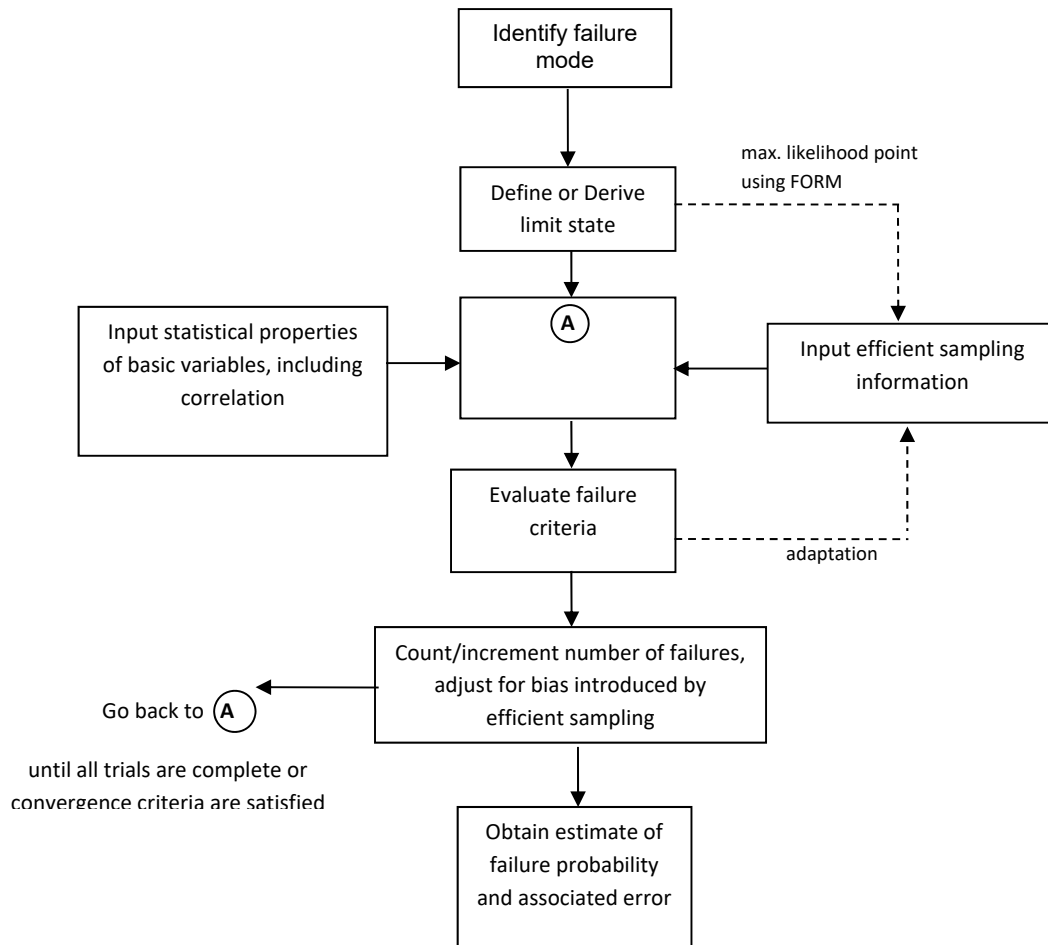 Identify failure
mode
max. likelihood point
using FORM
Define or Derive
limit state
A
Input statistical properties
of basic variables, including
correlation
Input efficient sampling
information
Evaluate failure
criteria
adaptation
Count/increment number of failures,
adjust for bias introduced by
efficient sampling
Go back to A
until all trials are complete or
convergence criteria are satisfied
Obtain estimate of
failure probability
and associated error